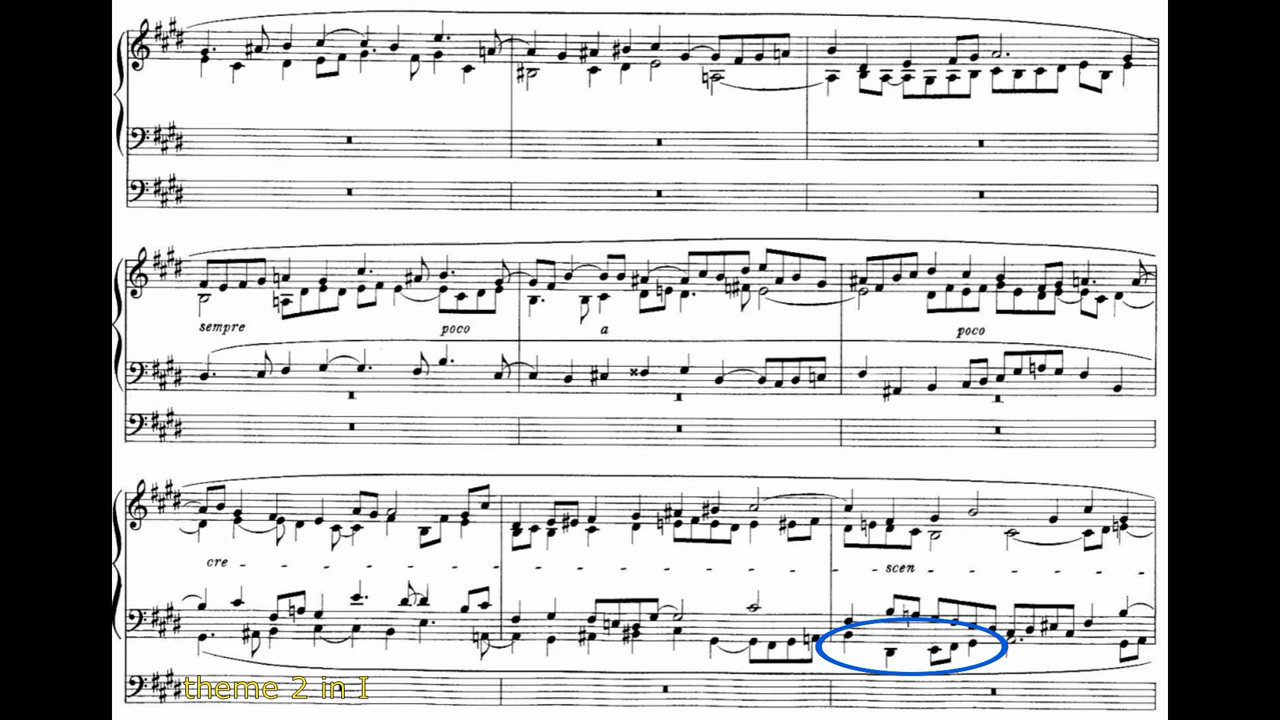 sempre poco a poco
cre - - - - - - - - - - - - - - - scen - - - - - -
theme 2 in I